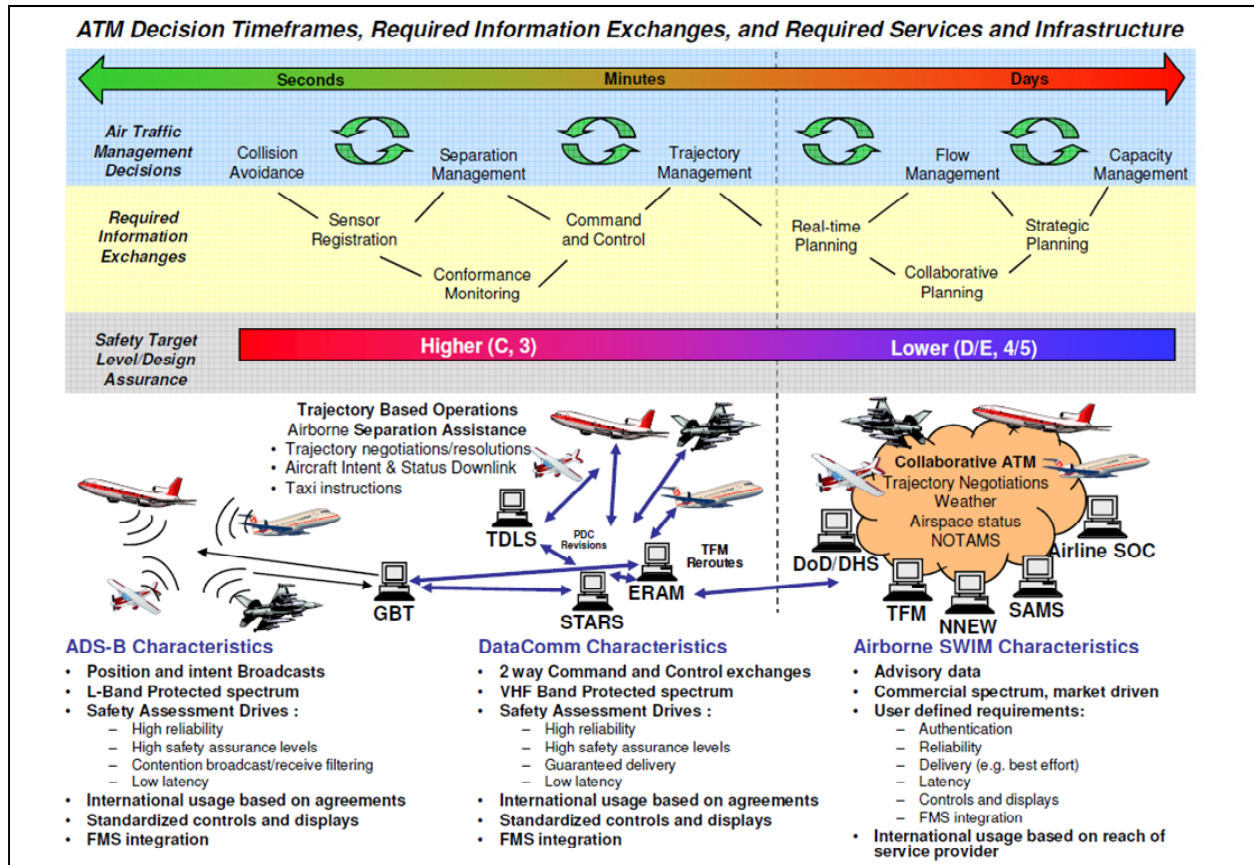 ATM Decision Timeframes, Required Information Exchanges, and Required Services and Infrastructure
Seconds
Minutes
Days
Air Traffic
Management
Decisions
Collision
Avoidance
Separation
Management
Trajectory
Management
Flow
Management
Capacity
Management
Required
Information
Exchanges
Sensor
Registration
Conformance
Monitoring
Command
and Control
Real-time
Planning
Collaborative
Planning
Strategic
Planning
Safety Target
Level/Design
Assurance
Higher (C, 3)
Lower (D/E, 4/5)
Trajectory Based Operations
Airborne Separation Assistance
• Trajectory negotiations/resolutions
• Aircraft Intent & Status Downlink
• Taxi instructions
TDLS
PDC
Revisions
TFM
Reroutes
GBT
STARS
ERAM
Collaborative ATM
Trajectory Negotiations
Weather
Airspace status
NOTAMS
DoD/DHS
TFM
NNEW
SAMS
Airline SOC
ADS-B Characteristics
• Position and intent Broadcasts
• L-Band Protected spectrum
• Safety Assessment Drives :
– High reliability
– High safety assurance levels
– Contention broadcast/receive filtering
– Low latency
• International usage based on agreements
• Standardized controls and displays
• FMS integration
DataComm Characteristics
• 2 way Command and Control exchanges
• VHF Band Protected spectrum
• Safety Assessment Drives :
– High reliability
– High safety assurance levels
– Guaranteed delivery
– Low latency
• International usage based on agreements
• Standardized controls and displays
• FMS integration
Airborne SWIM Characteristics
• Advisory data
• Commercial spectrum, market driven
• User defined requirements:
– Authentication
– Reliability
– Delivery (e.g. best effort)
– Latency
– Controls and displays
– FMS integration
• International usage based on reach of
service provider